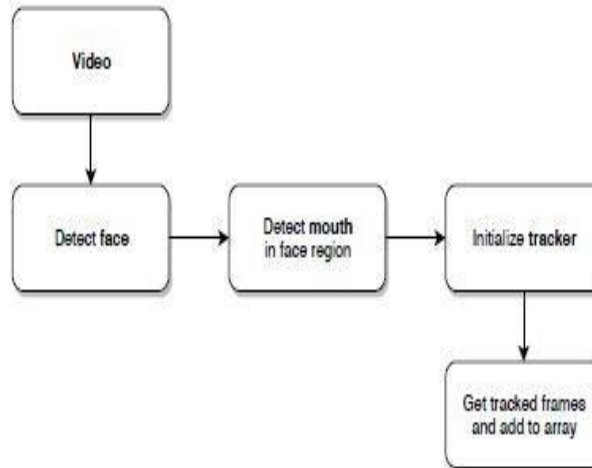 Video
Detect face
Detect mouth
in face region
Initialize tracker
Get tracked frames
and add to array